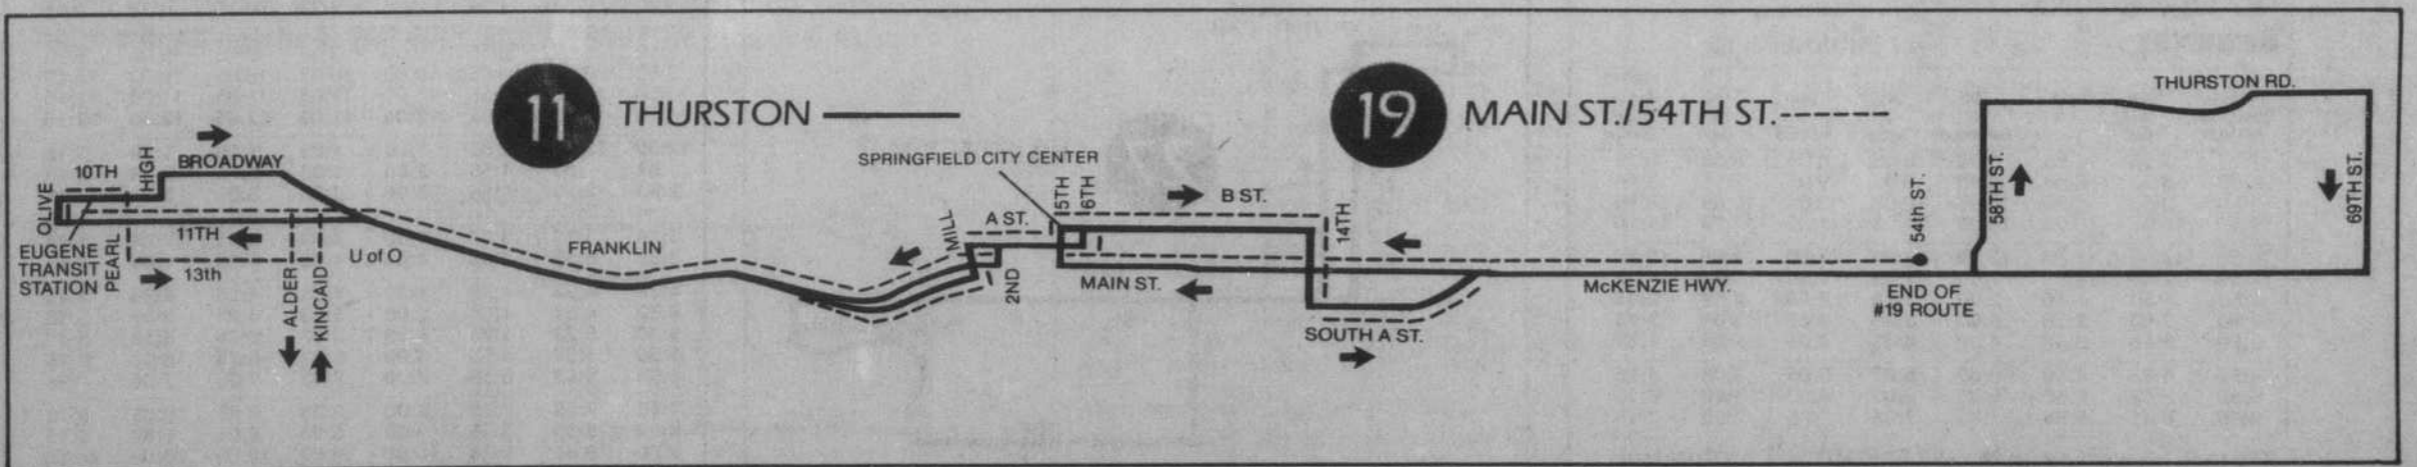 11 THURSTON
19 MAIN ST./54TH ST.
THURSTON RD.
SPRINGFIELD CITY CENTER
BROADWAY
HIGH
10TH
OLIVE
EUGENE
TRANSIT
STATION
PEARL
11TH
13th
ALDER
KINCAID
U of O
FRANKLIN
MILL
A ST.
2ND
5TH
6TH
B ST.
14TH
MAIN ST.
SOUTH A ST.
McKENZIE HWY.
54th ST.
END OF
#19 ROUTE
58TH ST.
69TH ST.